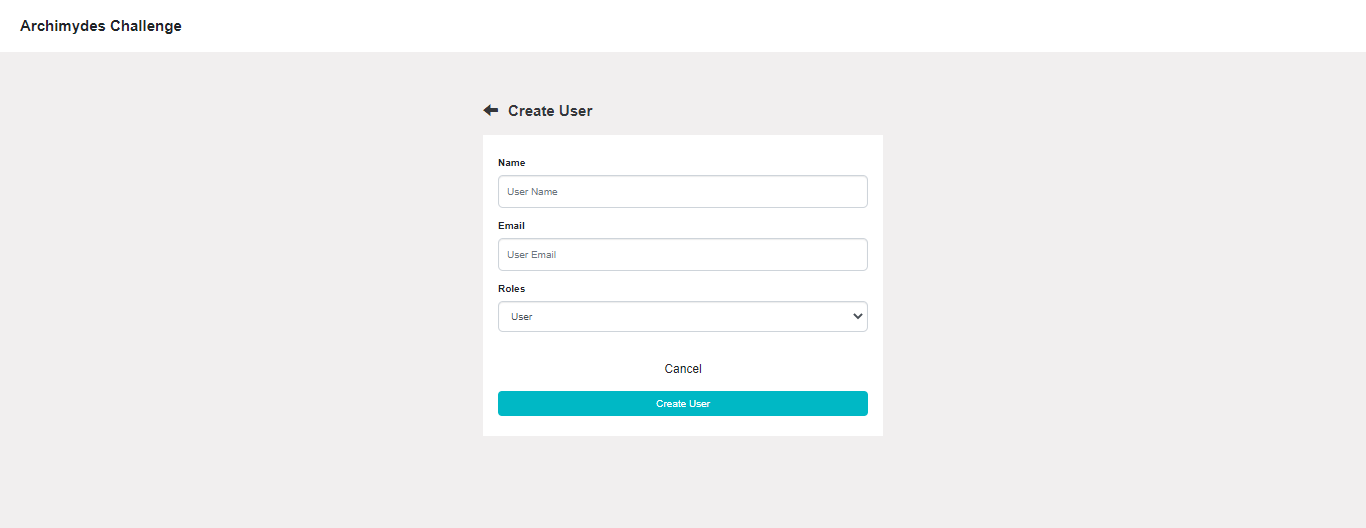 Archimydes Challenge
Create User
Name
User Name
Email
User Email
Roles
User
Cancel
Create User